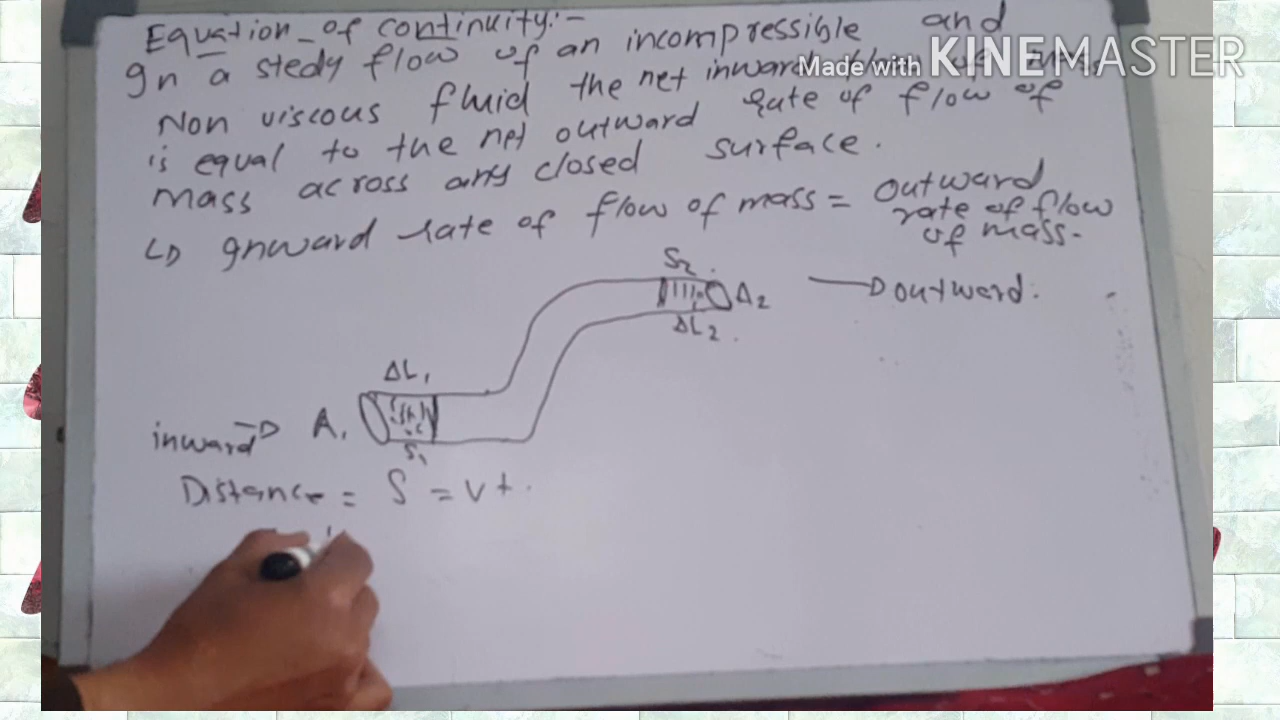 Equation of continuity:-
In a stedy flow of an incompressible and
Non viscous fluid the net inward
is equal to the net outward rate of flow of
mass across any closed surface.
↳ Inward rate of flow of mass = outward
rate of flow
of mass.
S2
A2 → outward.
ΔL2
ΔL1
inward → A1
S1
Distance = S = vt.
Made with KINEMASTER